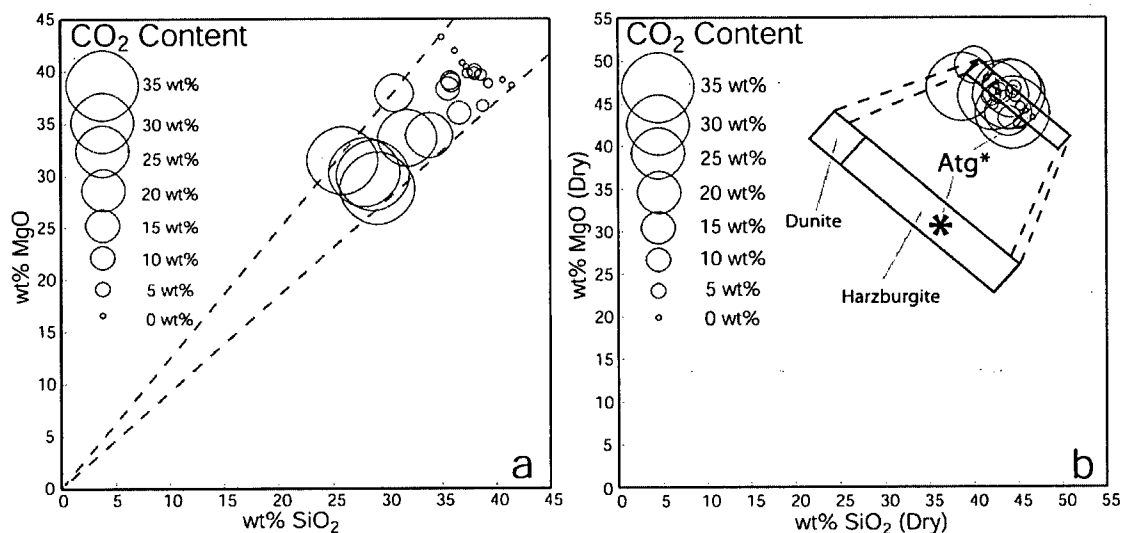 CO2 Content
35 wt%
30 wt%
25 wt%
20 wt%
15 wt%
10 wt%
5 wt%
0 wt%
45
40
35
30
25
20
15
10
5
0
wt% MgO
0 5 10 15 20 25 30 35 40 45
wt% SiO2
a
CO2 Content
35 wt%
30 wt%
25 wt%
20 wt%
15 wt%
10 wt%
5 wt%
0 wt%
Atg*
Dunite
*
Harzburgite
55
50
45
40
35
30
25
20
15
10
5
0
wt% MgO (Dry)
0 5 10 15 20 25 30 35 40 45 50 55
wt% SiO2 (Dry)
b